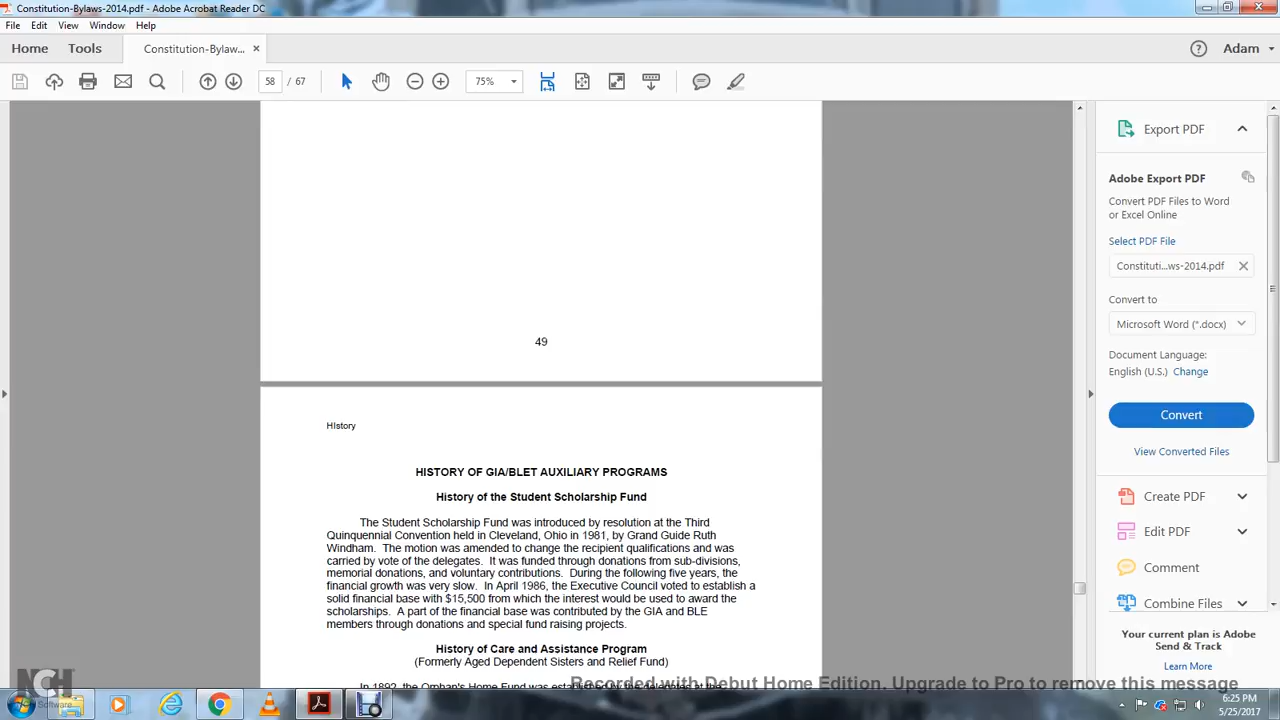 Constitution-Bylaws-2014.pdf - Adobe Acrobat Reader DC
File Edit View Window Help
Home Tools Constitution-Bylaw... ×
Adam
58 / 67 75%
49
Export PDF
Adobe Export PDF
Convert PDF Files to Word
or Excel Online
Select PDF File
Constituti...ws-2014.pdf
Convert to
Microsoft Word (*.docx)
Document Language:
English (U.S.) Change
Convert
View Converted Files
Create PDF
Edit PDF
Comment
Combine Files
Your current plan is Adobe
Send & Track
Learn More
HIstory
HISTORY OF GIA/BLET AUXILIARY PROGRAMS
History of the Student Scholarship Fund
The Student Scholarship Fund was introduced by resolution at the Third
Quinquennial Convention held in Cleveland, Ohio in 1981, by Grand Guide Ruth
Windham. The motion was amended to change the recipient qualifications and was
carried by vote of the delegates. It was funded through donations from sub-divisions,
memorial donations, and voluntary contributions. During the following five years, the
financial growth was very slow. In April 1986, the Executive Council voted to establish a
solid financial base with $15,500 from which the interest would be used to award the
scholarships. A part of the financial base was contributed by the GIA and BLE
members through donations and special fund raising projects.
History of Care and Assistance Program
(Formerly Aged Dependent Sisters and Relief Fund)
In 1892, the Orphan's Home Fund was established by the delegates at the
Recorded with Debut Home Edition. Upgrade to Pro to remove this message
NCH Software
6:25 PM
5/25/2017